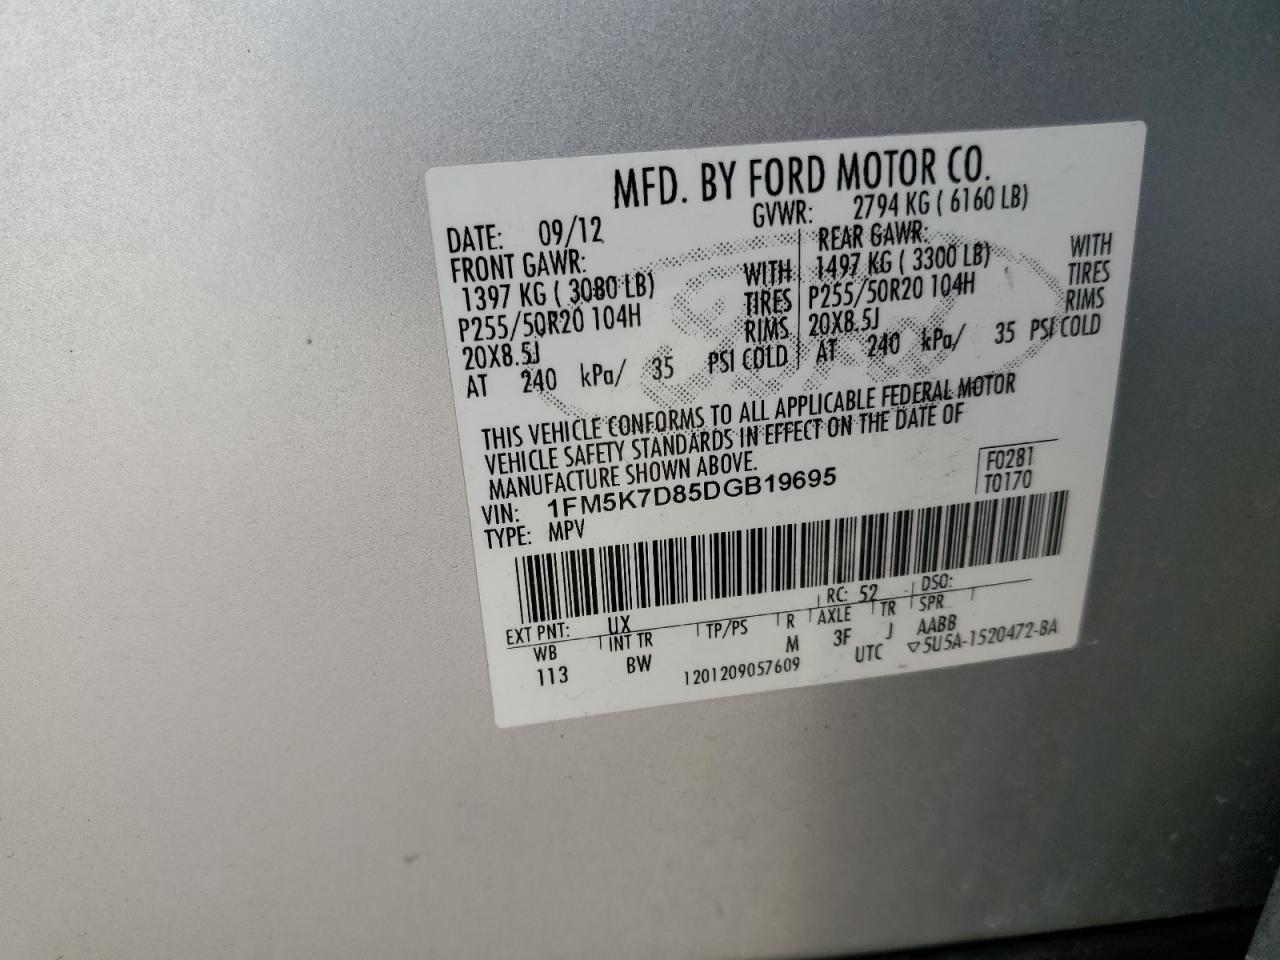 MFD. BY FORD MOTOR CO.
DATE: 09/12 GVWR: 2794 KG ( 6160 LB)
FRONT GAWR: REAR GAWR:
1397 KG ( 3080 LB) WITH 1497 KG ( 3300 LB) WITH
P255/50R20 104H TIRES P255/50R20 104H TIRES
20X8.5J RIMS 20X8.5J RIMS
AT 240 kPa/ 35 PSI COLD AT 240 kPa/ 35 PSI COLD
THIS VEHICLE CONFORMS TO ALL APPLICABLE FEDERAL MOTOR
VEHICLE SAFETY STANDARDS IN EFFECT ON THE DATE OF
MANUFACTURE SHOWN ABOVE.
VIN: 1FM5K7D85DGB19695 F0281
TYPE: MPV T0170
EXT PNT: UX RC: 52 DSO:
WB INT TR TP/PS R AXLE TR SPR
113 BW M 3F J AABB
1201209057609 UTC ▽5U5A-1520472-BA